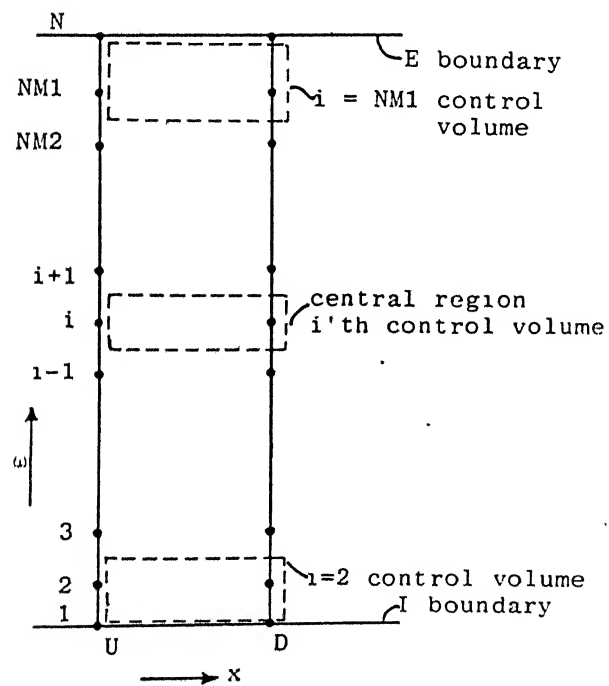 N
E boundary
NM1
i = NM1 control
volume
NM2
i+1
central region
i
i'th control volume
ı-1
ω
3
ı=2 control volume
2
1
I boundary
U
D
x